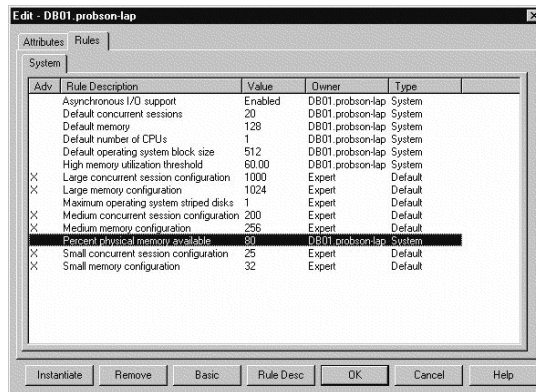 Edit - DB01.probson-lap
Attributes Rules
System
Adv Rule Description Value Owner Type
Asynchronous I/O support Enabled DB01.probson-lap System
Default concurrent sessions 20 DB01.probson-lap System
Default memory 128 DB01.probson-lap System
Default number of CPUs 1 DB01.probson-lap System
Default operating system block size 512 DB01.probson-lap System
High memory utilization threshold 60.00 DB01.probson-lap System
X Large concurrent session configuration 1000 Expert Default
X Large memory configuration 1024 Expert Default
Maximum operating system striped disks 1 Expert Default
X Medium concurrent session configuration 200 Expert Default
X Medium memory configuration 256 Expert Default
Percent physical memory available 80 DB01.probson-lap System
X Small concurrent session configuration 25 Expert Default
X Small memory configuration 32 Expert Default
Instantiate Remove Basic Rule Desc OK Cancel Help